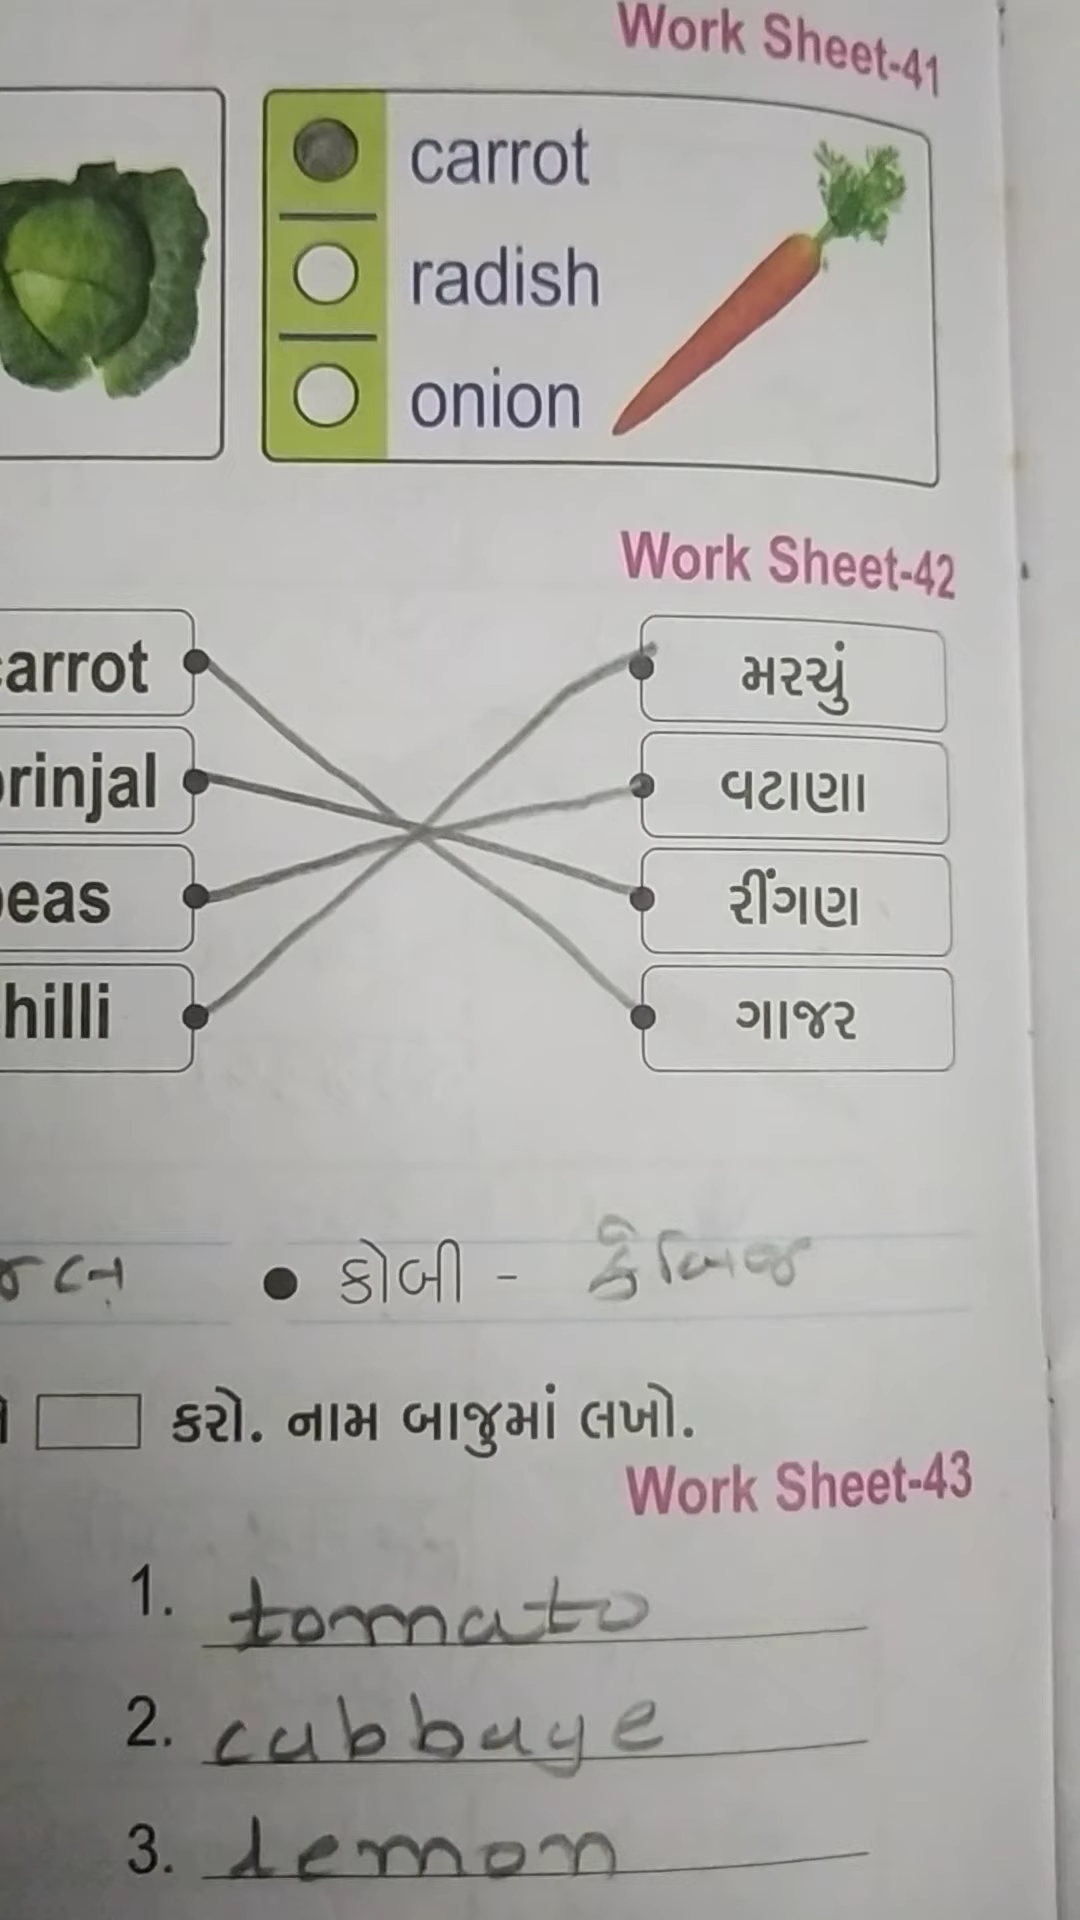 Work Sheet-41
carrot
radish
onion
Work Sheet-42
arrot
rinjal
eas
hilli
મરચું
વટાણા
રીંગણ
ગાજર
• કોબી - કેબિજ
કરો. નામ બાજુમાં લખો.
Work Sheet-43
1. tomato
2. cabbage
3. lemon